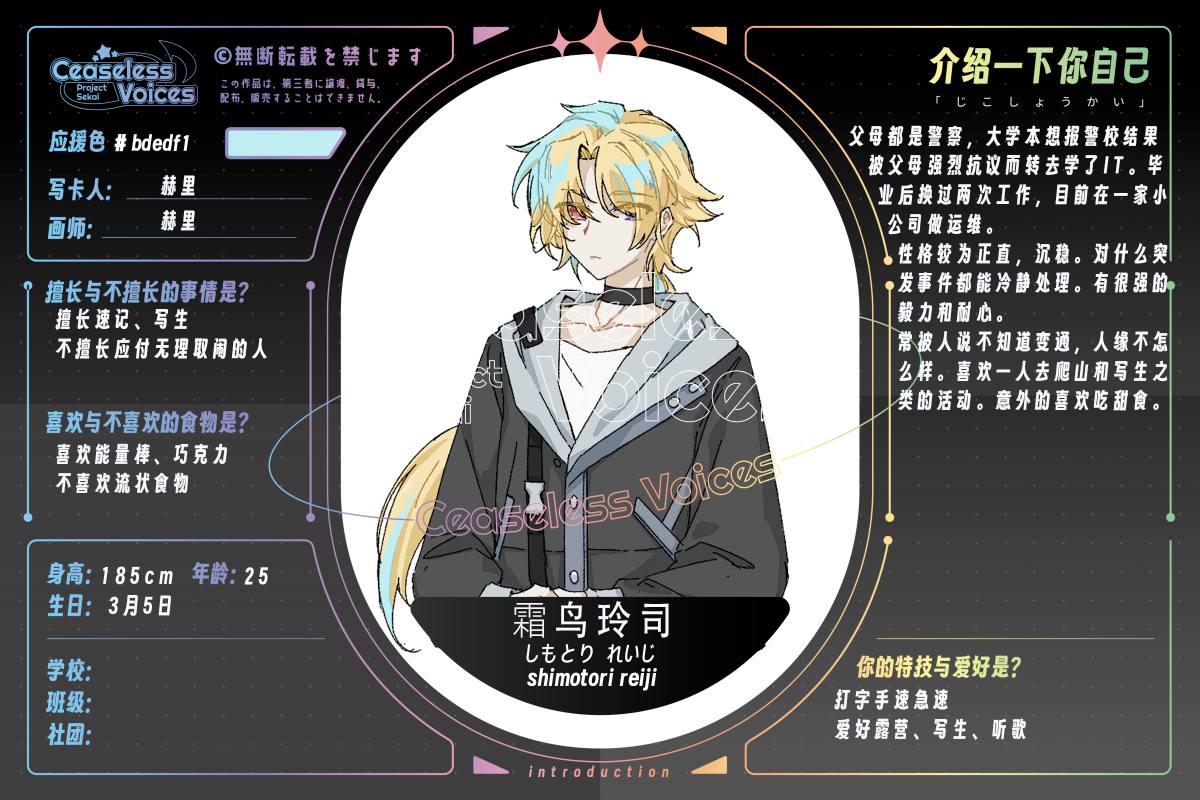 Ceaseless
Project
Sekai
Voices
©無断転載を禁じます
この作品は、第三者に譲渡、貸与、
配布、販売することはできません。
应援色 # bdedf1
写卡人: 赫里
画师: 赫里
擅长与不擅长的事情是?
擅长速记、写生
不擅长应付无理取闹的人
喜欢与不喜欢的食物是?
喜欢能量棒、巧克力
不喜欢流状食物
身高: 185cm 年龄: 25
生日: 3月5日
学校:
班级:
社团:
Ceaseless Voices
霜鸟玲司
しもとり れいじ
shimotori reiji
introduction
介绍一下你自己
「じこしょうかい」
父母都是警察，大学本想报警校结果
被父母强烈抗议而转去学了IT。毕
业后换过两次工作，目前在一家小
公司做运维。
性格较为正直，沉稳。对什么突
发事件都能冷静处理。有很强的
毅力和耐心。
常被人说不知道变通，人缘不怎
么样。喜欢一人去爬山和写生之
类的活动。意外的喜欢吃甜食。
你的特技与爱好是?
打字手速急速
爱好露营、写生、听歌